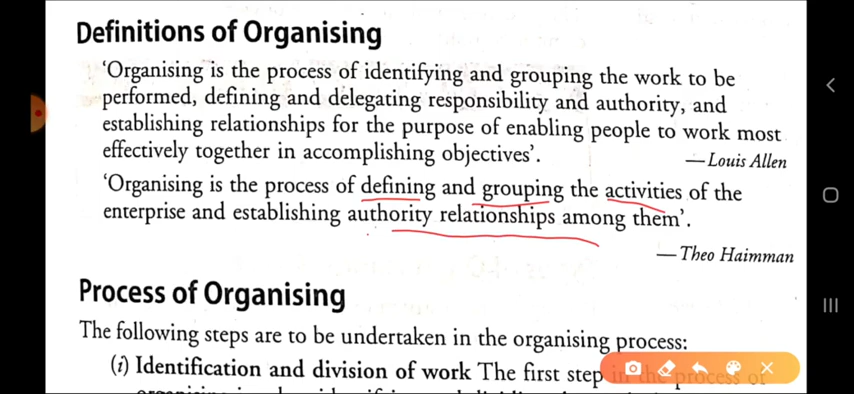 Definitions of Organising
'Organising is the process of identifying and grouping the work to be
performed, defining and delegating responsibility and authority, and
establishing relationships for the purpose of enabling people to work most
effectively together in accomplishing objectives'.
—Louis Allen
'Organising is the process of defining and grouping the activities of the
enterprise and establishing authority relationships among them'.
—Theo Haimman
Process of Organising
The following steps are to be undertaken in the organising process:
(i) Identification and division of work The first step in the process of